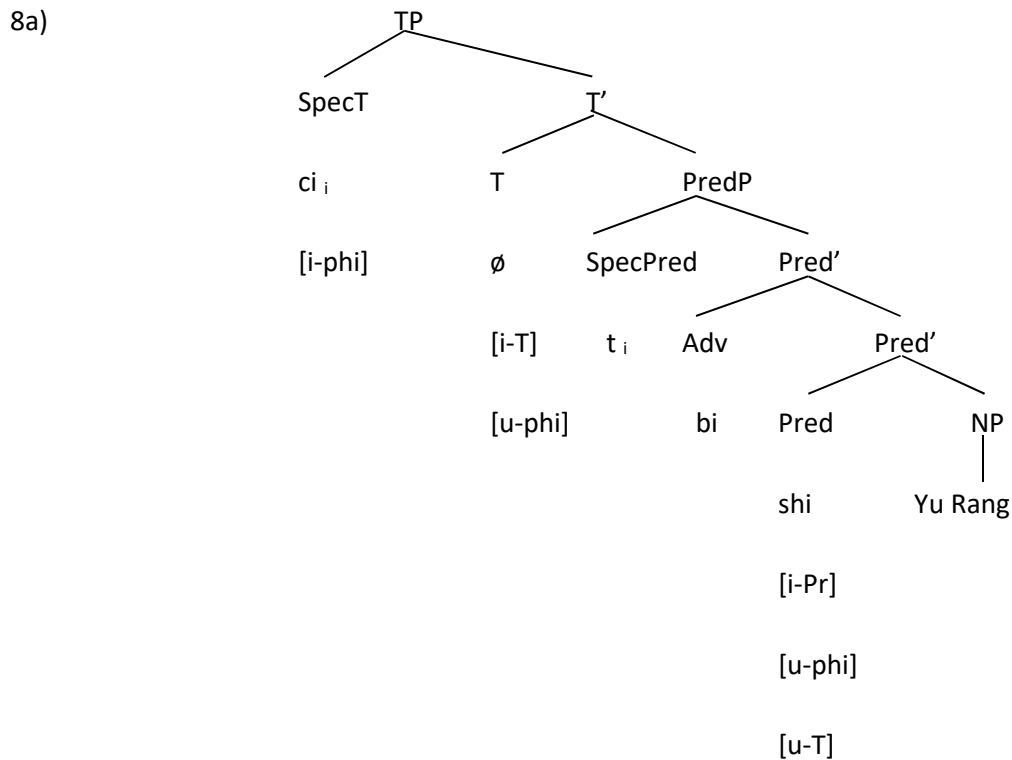 8a) TP
SpecT T’
ci i T PredP
[i-phi] ø SpecPred Pred’
[i-T] t i Adv Pred’
[u-phi] bi Pred NP
shi Yu Rang
[i-Pr]
[u-phi]
[u-T]